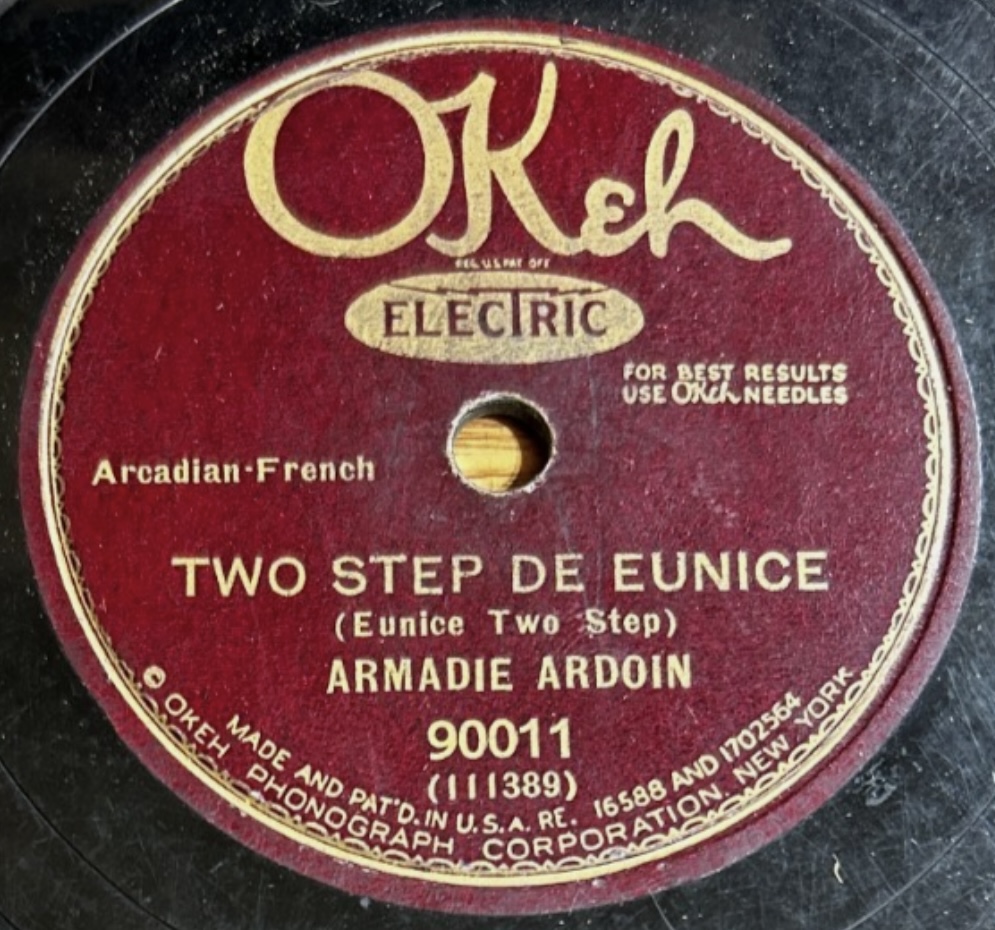 OKeh
REG. U.S. PAT. OFF.
ELECTRIC
FOR BEST RESULTS
USE OKeh NEEDLES
Arcadian-French
TWO STEP DE EUNICE
(Eunice Two Step)
ARMADIE ARDOIN
90011
(111389)
MADE AND PAT'D. IN U.S.A. RE. 16588 AND 1702564
© OKEH PHONOGRAPH CORPORATION. NEW YORK